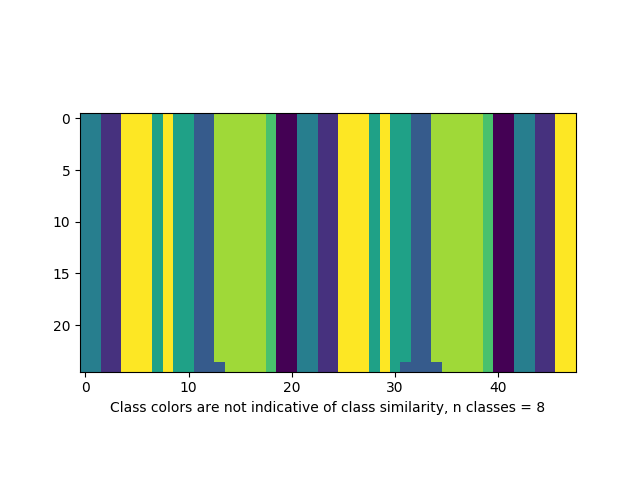 0
5
10
15
20
0 10 20 30 40
Class colors are not indicative of class similarity, n classes = 8